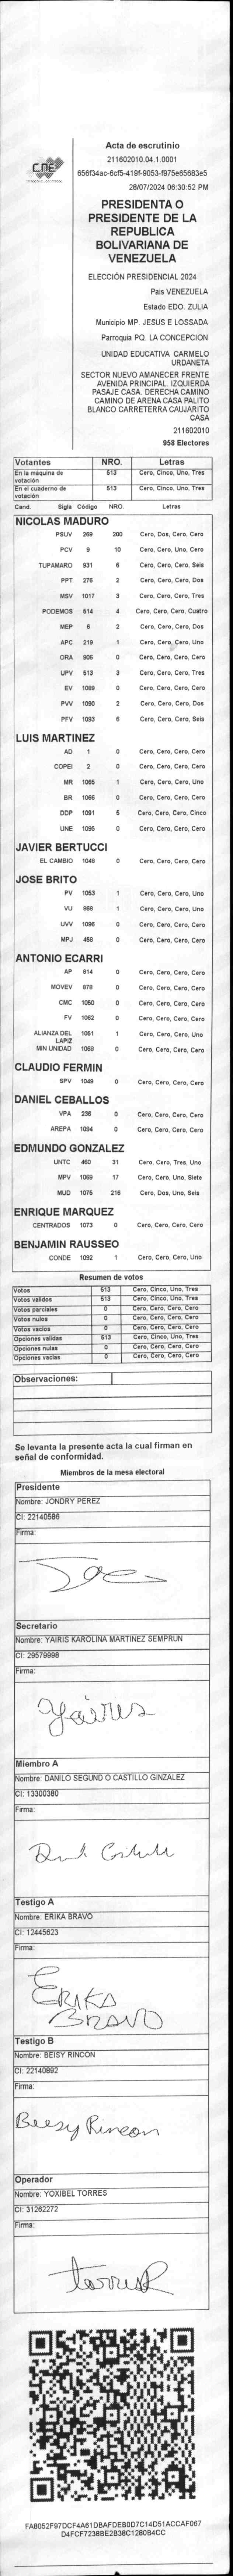 CNE
Acta de escrutinio
211602010.04.1.0001
656f34ac-6cf5-419f-9053-f975e65683e5
28/07/2024 06:30:52 PM
PRESIDENTA O
PRESIDENTE DE LA
REPUBLICA
BOLIVARIANA DE
VENEZUELA
ELECCIÓN PRESIDENCIAL 2024
Pais VENEZUELA
Estado EDO. ZULIA
Municipio MP. JESUS E LOSSADA
Parroquia PQ. LA CONCEPCION
UNIDAD EDUCATIVA CARMELO
URDANETA
SECTOR NUEVO AMANECER FRENTE
AVENIDA PRINCIPAL. IZQUIERDA
PASAJE CASA. DERECHA CAMINO
CAMINO DE ARENA CASA PALITO
BLANCO CARRETERRA CAUJARITO
CASA
211602010
958 Electores
Votantes NRO. Letras
En la máquina de votación 513 Cero, Cinco, Uno, Tres
En el cuaderno de votación 513 Cero, Cinco, Uno, Tres
Cand. Sigla Código NRO. Letras
NICOLAS MADURO
PSUV 269 200 Cero, Dos, Cero, Cero
PCV 9 10 Cero, Cero, Uno, Cero
TUPAMARO 931 6 Cero, Cero, Cero, Seis
PPT 276 2 Cero, Cero, Cero, Dos
MSV 1017 3 Cero, Cero, Cero, Tres
PODEMOS 514 4 Cero, Cero, Cero, Cuatro
MEP 6 2 Cero, Cero, Cero, Dos
APC 219 1 Cero, Cero, Cero, Uno
ORA 906 0 Cero, Cero, Cero, Cero
UPV 513 3 Cero, Cero, Cero, Tres
EV 1089 0 Cero, Cero, Cero, Cero
PVV 1090 2 Cero, Cero, Cero, Dos
PFV 1093 6 Cero, Cero, Cero, Seis
LUIS MARTINEZ
AD 1 0 Cero, Cero, Cero, Cero
COPEI 2 0 Cero, Cero, Cero, Cero
MR 1065 1 Cero, Cero, Cero, Uno
BR 1066 0 Cero, Cero, Cero, Cero
DDP 1091 5 Cero, Cero, Cero, Cinco
UNE 1095 0 Cero, Cero, Cero, Cero
JAVIER BERTUCCI
EL CAMBIO 1048 0 Cero, Cero, Cero, Cero
JOSE BRITO
PV 1053 1 Cero, Cero, Cero, Uno
VU 968 1 Cero, Cero, Cero, Uno
UVV 1096 0 Cero, Cero, Cero, Cero
MPJ 458 0 Cero, Cero, Cero, Cero
ANTONIO ECARRI
AP 814 0 Cero, Cero, Cero, Cero
MOVEV 978 0 Cero, Cero, Cero, Cero
CMC 1050 0 Cero, Cero, Cero, Cero
FV 1062 0 Cero, Cero, Cero, Cero
ALIANZA DEL LAPIZ 1051 1 Cero, Cero, Cero, Uno
MIN UNIDAD 1068 0 Cero, Cero, Cero, Cero
CLAUDIO FERMIN
SPV 1049 0 Cero, Cero, Cero, Cero
DANIEL CEBALLOS
VPA 236 0 Cero, Cero, Cero, Cero
AREPA 1094 0 Cero, Cero, Cero, Cero
EDMUNDO GONZALEZ
UNTC 460 31 Cero, Cero, Tres, Uno
MPV 1069 17 Cero, Cero, Uno, Siete
MUD 1075 216 Cero, Dos, Uno, Seis
ENRIQUE MARQUEZ
CENTRADOS 1073 0 Cero, Cero, Cero, Cero
BENJAMIN RAUSSEO
CONDE 1092 1 Cero, Cero, Cero, Uno
Resumen de votos
Votos 513 Cero, Cinco, Uno, Tres
Votos validos 513 Cero, Cinco, Uno, Tres
Votos parciales 0 Cero, Cero, Cero, Cero
Votos nulos 0 Cero, Cero, Cero, Cero
Votos vacios 0 Cero, Cero, Cero, Cero
Opciones validas 513 Cero, Cinco, Uno, Tres
Opciones nulas 0 Cero, Cero, Cero, Cero
Opciones vacias 0 Cero, Cero, Cero, Cero
Observaciones:
Se levanta la presente acta la cual firman en
señal de conformidad.
Miembros de la mesa electoral
Presidente
Nombre: JONDRY PEREZ
CI: 22140586
Firma:
Secretario
Nombre: YAIRIS KAROLINA MARTINEZ SEMPRUN
CI: 29579998
Firma:
Yairis
Miembro A
Nombre: DANILO SEGUND O CASTILLO GINZALEZ
CI: 13300380
Firma:
Testigo A
Nombre: ERIKA BRAVO
CI: 12445623
Firma:
ERIKA
BRAVO
Testigo B
Nombre: BEISY RINCON
CI: 22140892
Firma:
Beesy Rincon
Operador
Nombre: YOXIBEL TORRES
CI: 31262272
Firma:
torresR
FA8052F97DCF4A61DBAFDEB0D7C14D51ACCAF067
D4FCF7238BE2B38C1280B4CC